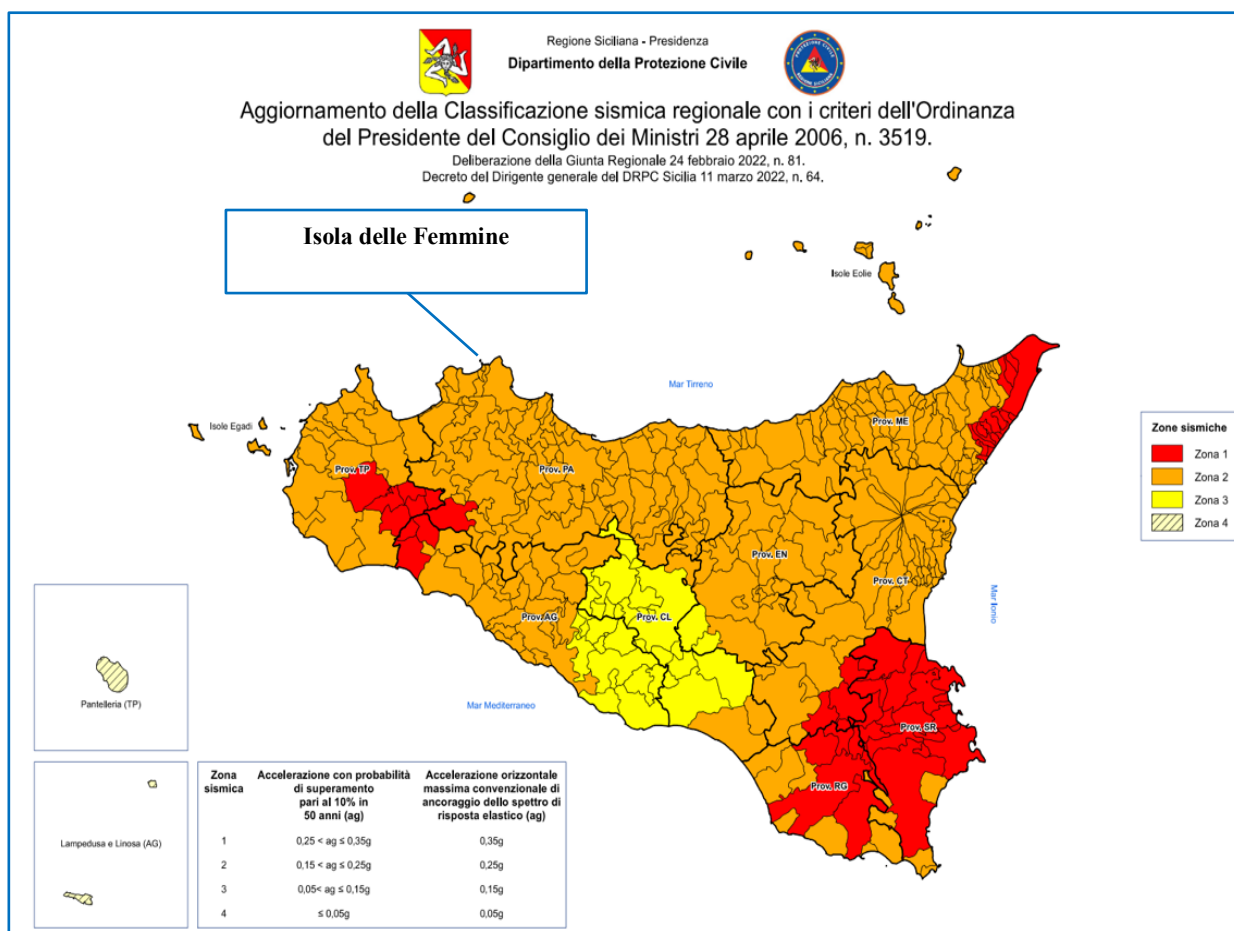 Regione Siciliana - Presidenza
Dipartimento della Protezione Civile
Aggiornamento della Classificazione sismica regionale con i criteri dell'Ordinanza
del Presidente del Consiglio dei Ministri 28 aprile 2006, n. 3519.
Deliberazione della Giunta Regionale 24 febbraio 2022, n. 81.
Decreto del Dirigente generale del DRPC Sicilia 11 marzo 2022, n. 64.
Isola delle Femmine
Isole Eolie
Mar Tirreno
Isole Egadi
Prov. ME
Prov. TP
Prov. PA
Prov. EN
Prov. CT
Prov. AG
Prov. CL
Mar Ionio
Mar Mediterraneo
Prov. SR
Prov. RG
Zone sismiche
Zona 1
Zona 2
Zona 3
Zona 4
Pantelleria (TP)
Lampedusa e Linosa (AG)
Zona sismica
Accelerazione con probabilità di superamento pari al 10% in 50 anni (ag)
Accelerazione orizzontale massima convenzionale di ancoraggio dello spettro di risposta elastico (ag)
1 0,25 < ag ≤ 0,35g 0,35g
2 0,15 < ag ≤ 0,25g 0,25g
3 0,05< ag ≤ 0,15g 0,15g
4 ≤ 0,05g 0,05g